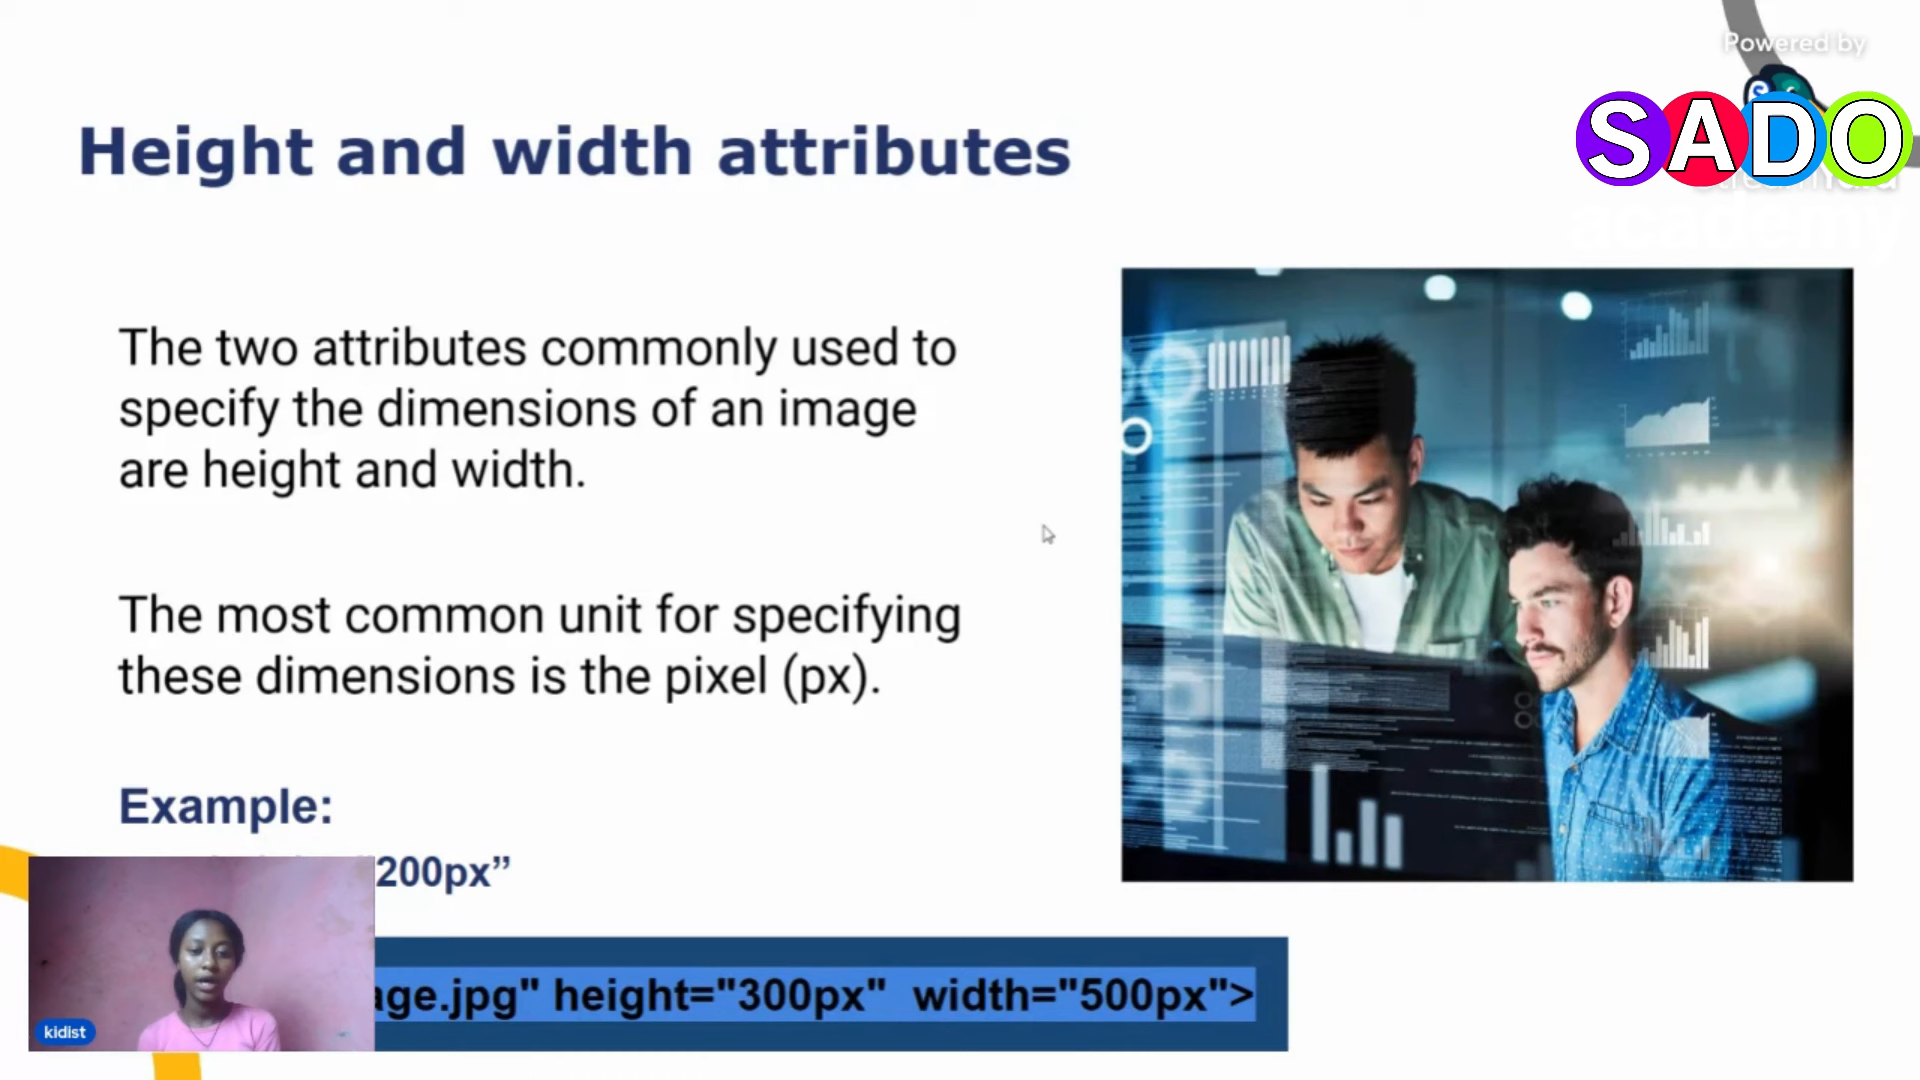 Powered by
SADO
academy
Height and width attributes
The two attributes commonly used to
specify the dimensions of an image
are height and width.
The most common unit for specifying
these dimensions is the pixel (px).
Example:
200px”
age.jpg" height="300px" width="500px">
kidist